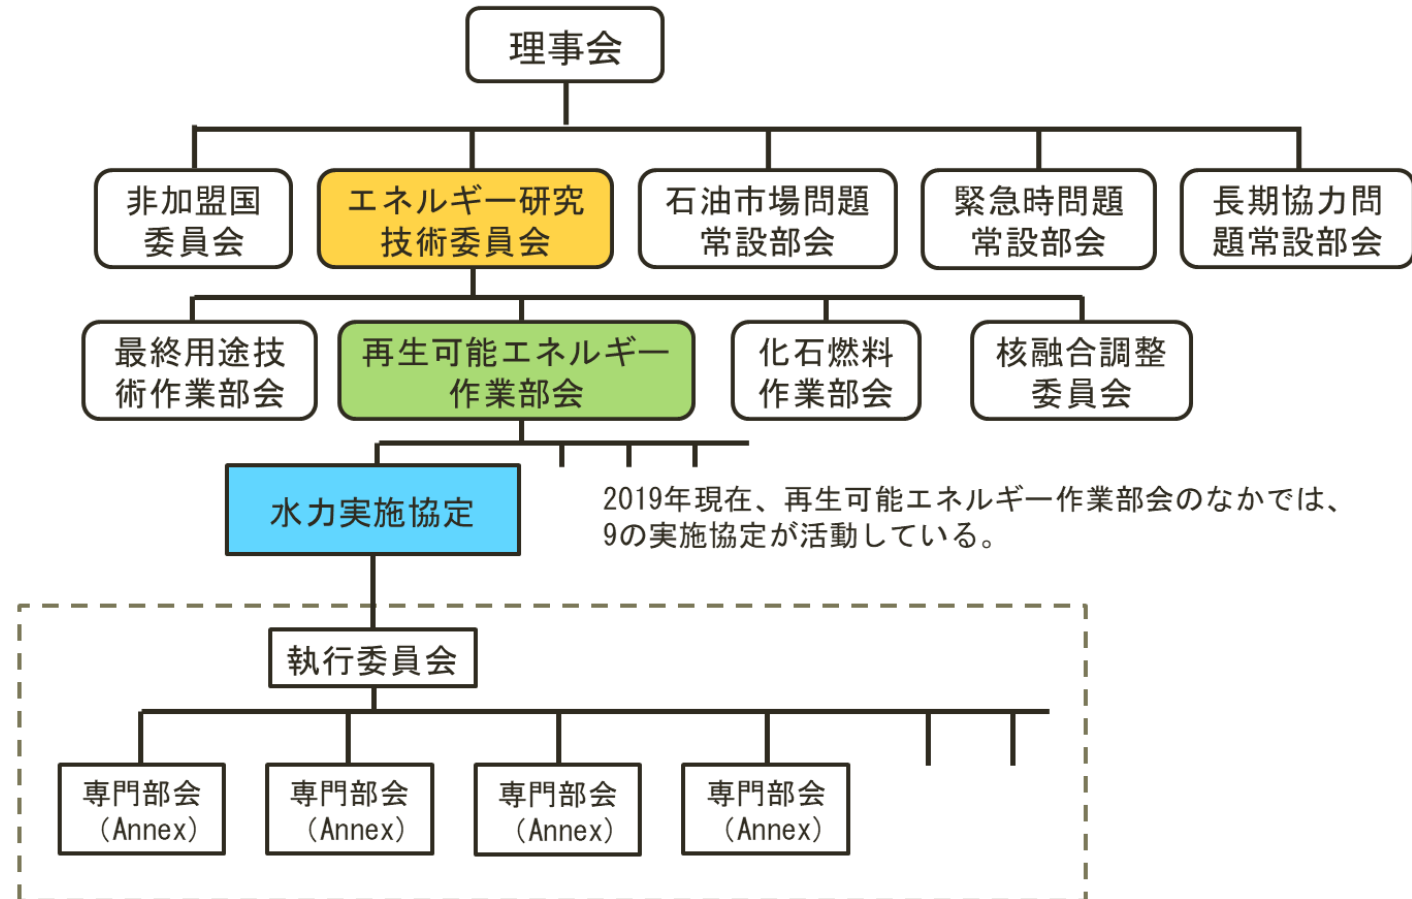 理事会
非加盟国
委員会
エネルギー研究
技術委員会
石油市場問題
常設部会
緊急時問題
常設部会
長期協力問
題常設部会
最終用途技
術作業部会
再生可能エネルギー
作業部会
化石燃料
作業部会
核融合調整
委員会
水力実施協定
2019年現在、再生可能エネルギー作業部会のなかでは、
9の実施協定が活動している。
執行委員会
専門部会
（Annex）
専門部会
（Annex）
専門部会
（Annex）
専門部会
（Annex）